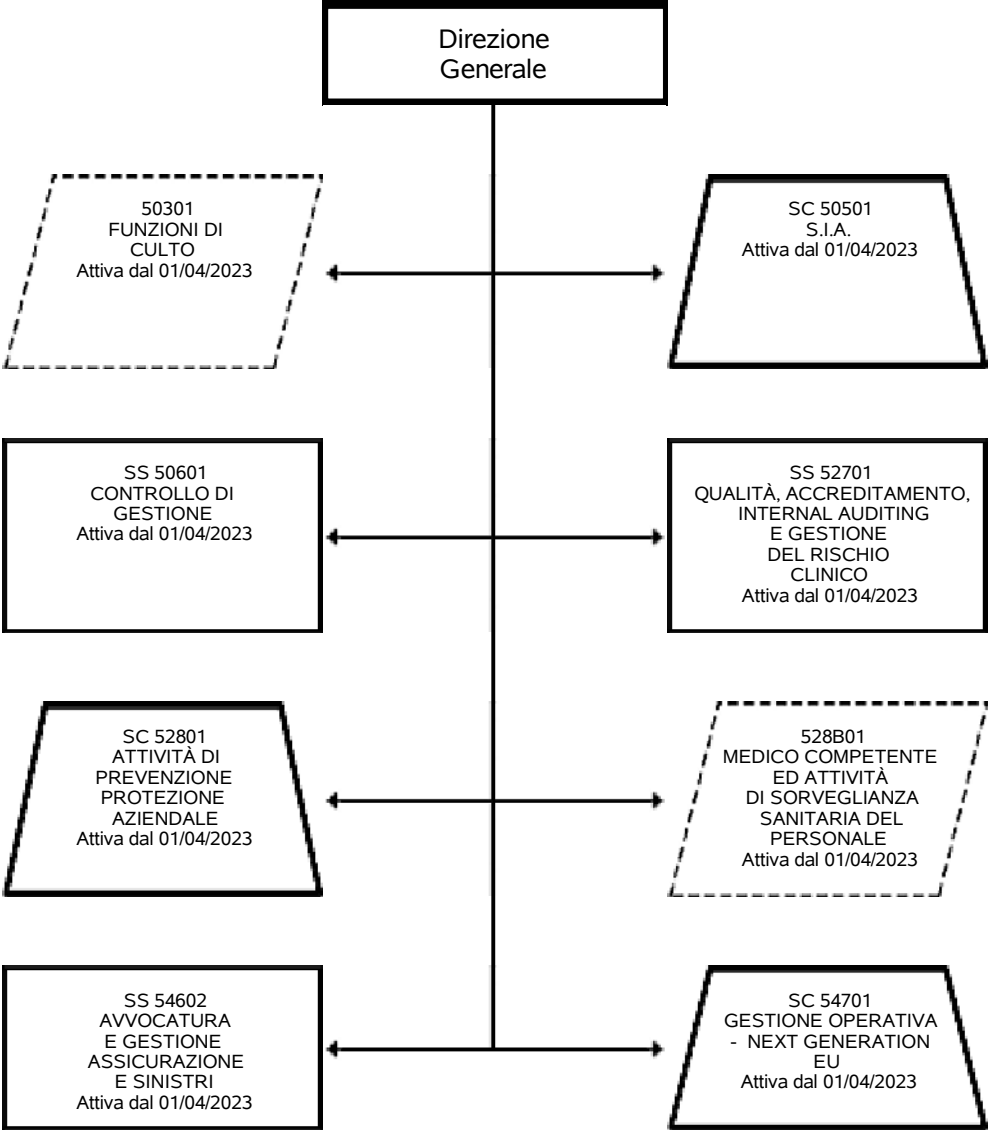 Direzione
Generale
50301
FUNZIONI DI
CULTO
Attiva dal 01/04/2023
SC 50501
S.I.A.
Attiva dal 01/04/2023
SS 50601
CONTROLLO DI
GESTIONE
Attiva dal 01/04/2023
SS 52701
QUALITÀ, ACCREDITAMENTO,
INTERNAL AUDITING
E GESTIONE
DEL RISCHIO
CLINICO
Attiva dal 01/04/2023
SC 52801
ATTIVITÀ DI
PREVENZIONE
PROTEZIONE
AZIENDALE
Attiva dal 01/04/2023
528B01
MEDICO COMPETENTE
ED ATTIVITÀ
DI SORVEGLIANZA
SANITARIA DEL
PERSONALE
Attiva dal 01/04/2023
SS 54602
AVVOCATURA
E GESTIONE
ASSICURAZIONE
E SINISTRI
Attiva dal 01/04/2023
SC 54701
GESTIONE OPERATIVA
- NEXT GENERATION
EU
Attiva dal 01/04/2023